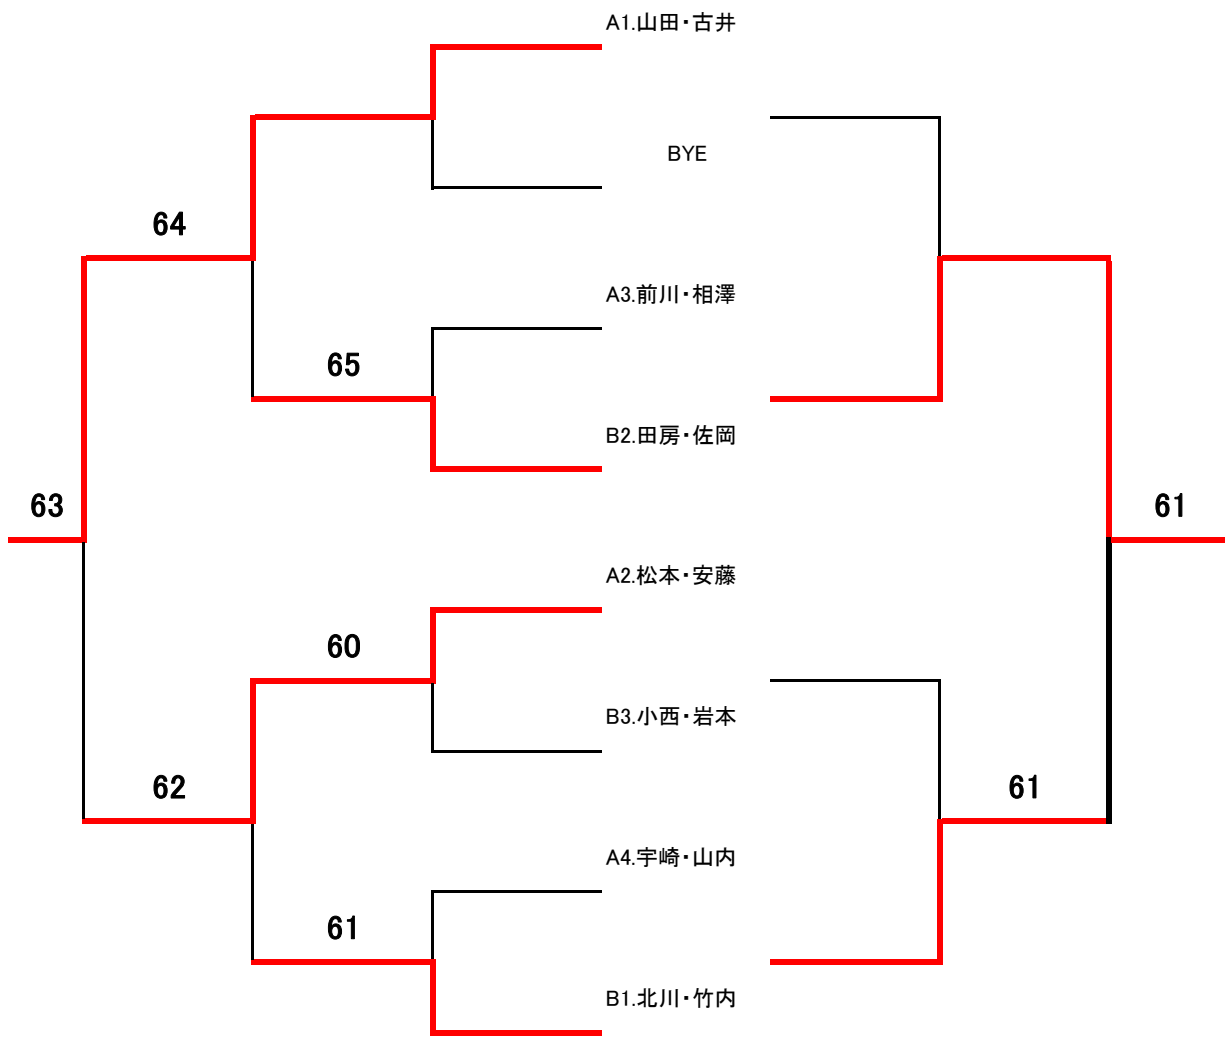 A1.山田・古井
BYE
64
A3.前川・相澤
65
B2.田房・佐岡
63
61
A2.松本・安藤
60
B3.小西・岩本
62
61
A4.宇崎・山内
61
B1.北川・竹内